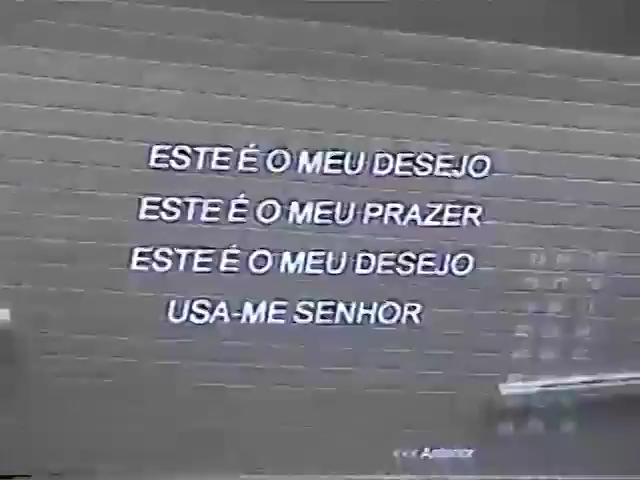 ESTE É O MEU DESEJO
ESTE É O MEU PRAZER
ESTE É O MEU DESEJO
USA-ME SENHOR
<<< Anterior